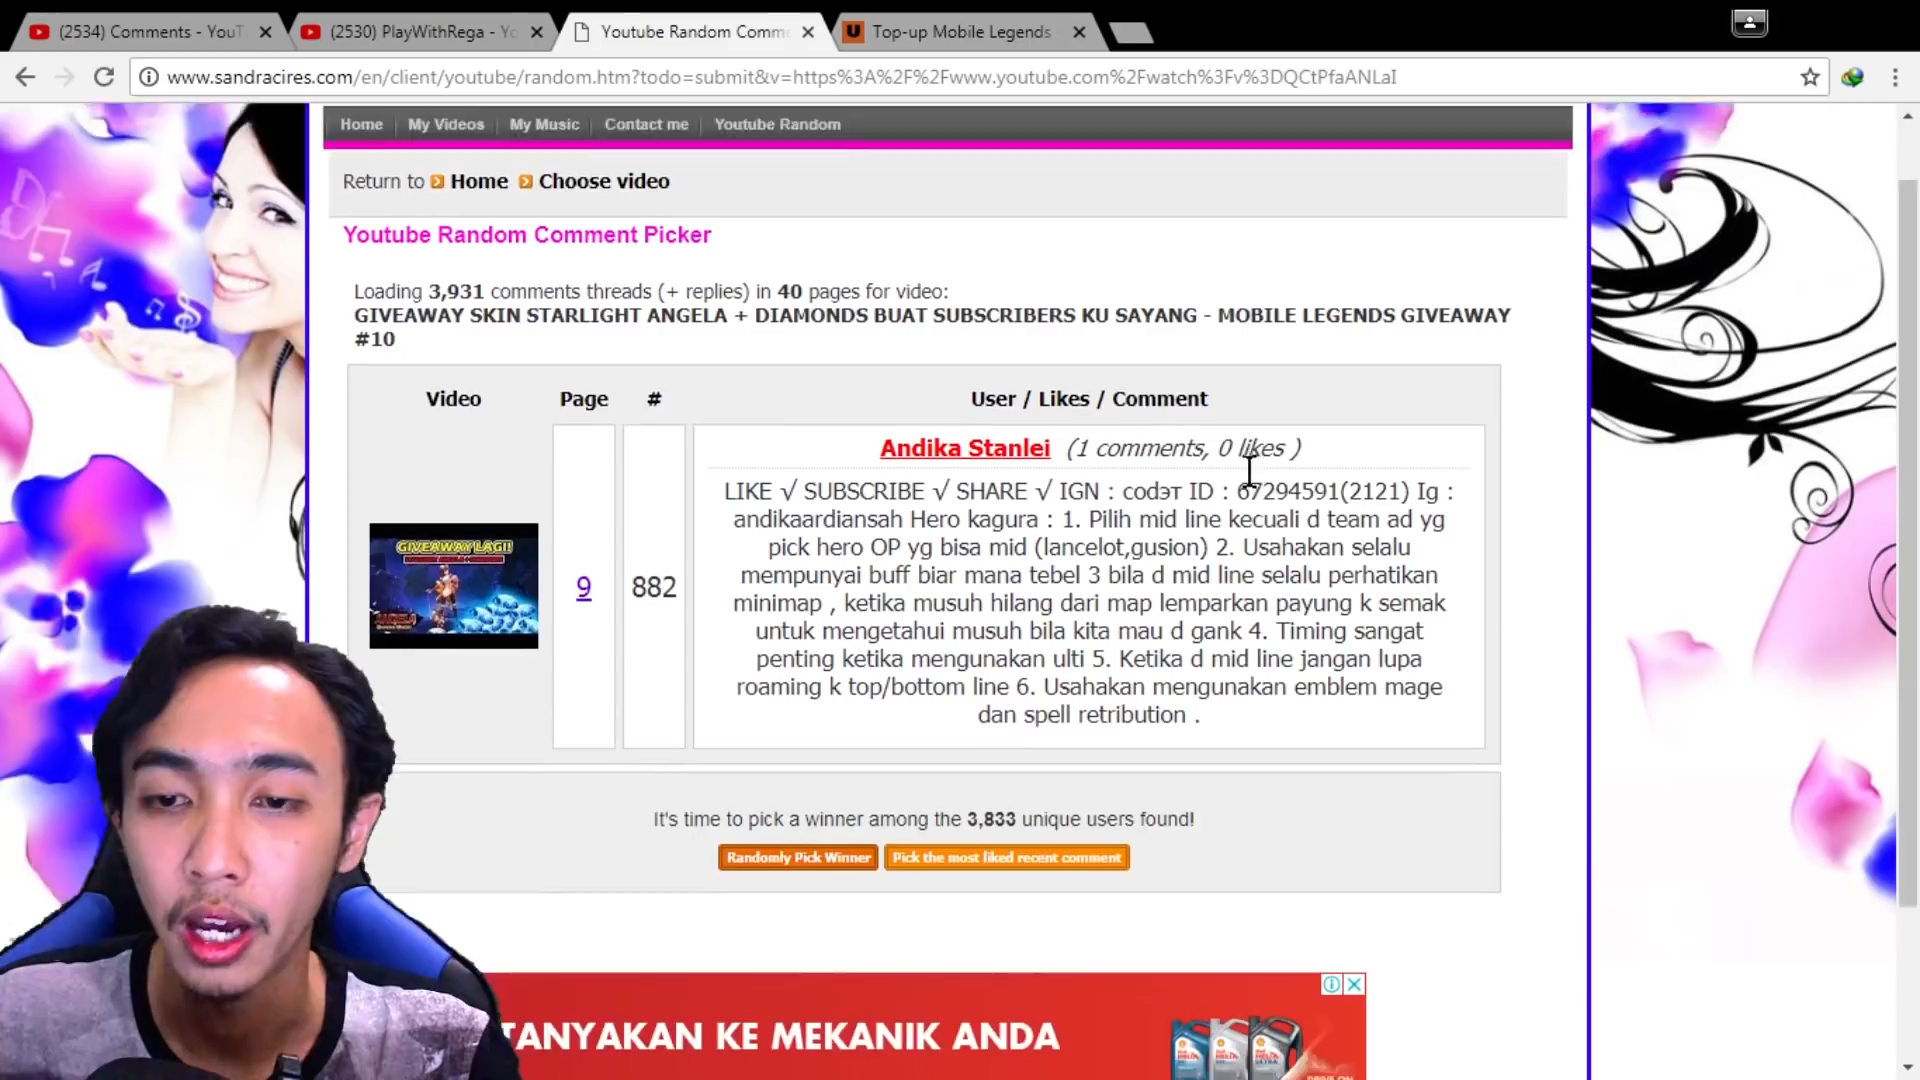 (2534) Comments - YouT
(2530) PlayWithRega - Yo
Youtube Random Comme
Top-up Mobile Legends
www.sandracires.com/en/client/youtube/random.htm?todo=submit&v=https%3A%2F%2Fwww.youtube.com%2Fwatch%3Fv%3DQCtPfaANLaI
Home
My Videos
My Music
Contact me
Youtube Random
Return to Home Choose video
Youtube Random Comment Picker
Loading 3,931 comments threads (+ replies) in 40 pages for video:
GIVEAWAY SKIN STARLIGHT ANGELA + DIAMONDS BUAT SUBSCRIBERS KU SAYANG - MOBILE LEGENDS GIVEAWAY
#10
Video
Page
#
User / Likes / Comment
GIVEAWAY LAGI!
ANGELA
9
882
Andika Stanlei (1 comments, 0 likes )
LIKE √ SUBSCRIBE √ SHARE √ IGN : codэт ID : 67294591(2121) Ig :
andikaardiansah Hero kagura : 1. Pilih mid line kecuali d team ad yg
pick hero OP yg bisa mid (lancelot,gusion) 2. Usahakan selalu
mempunyai buff biar mana tebel 3 bila d mid line selalu perhatikan
minimap , ketika musuh hilang dari map lemparkan payung k semak
untuk mengetahui musuh bila kita mau d gank 4. Timing sangat
penting ketika mengunakan ulti 5. Ketika d mid line jangan lupa
roaming k top/bottom line 6. Usahakan mengunakan emblem mage
dan spell retribution .
It's time to pick a winner among the 3,833 unique users found!
Randomly Pick Winner
Pick the most liked recent comment
TANYAKAN KE MEKANIK ANDA